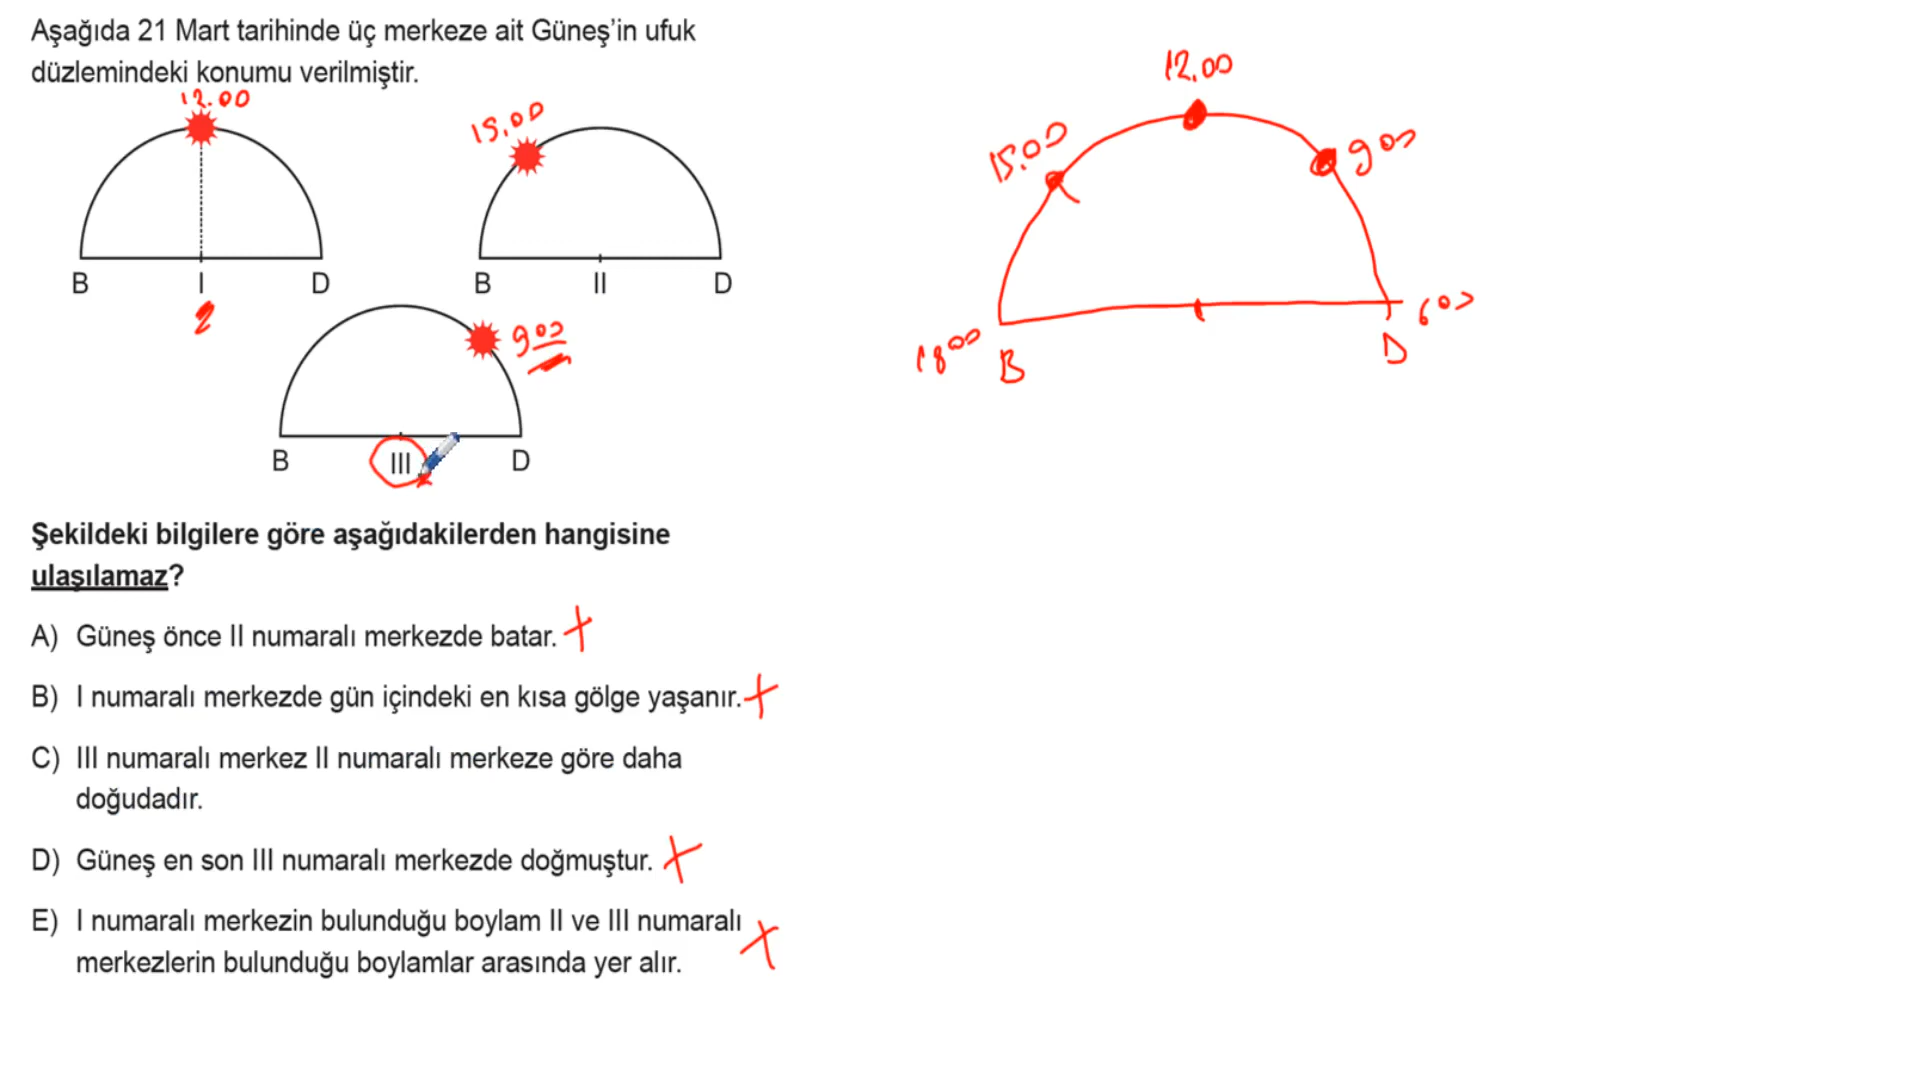 Aşağıda 21 Mart tarihinde üç merkeze ait Güneş'in ufuk
düzlemindeki konumu verilmiştir.
12.00
15.00
B I D
B II D
9 00
B III D
12.00
15.00
9 00
18 00 B
D 6 00
Şekildeki bilgilere göre aşağıdakilerden hangisine
ulaşılamaz?
A) Güneş önce II numaralı merkezde batar.
B) I numaralı merkezde gün içindeki en kısa gölge yaşanır.
C) III numaralı merkez II numaralı merkeze göre daha
doğudadır.
D) Güneş en son III numaralı merkezde doğmuştur.
E) I numaralı merkezin bulunduğu boylam II ve III numaralı
merkezlerin bulunduğu boylamlar arasında yer alır.